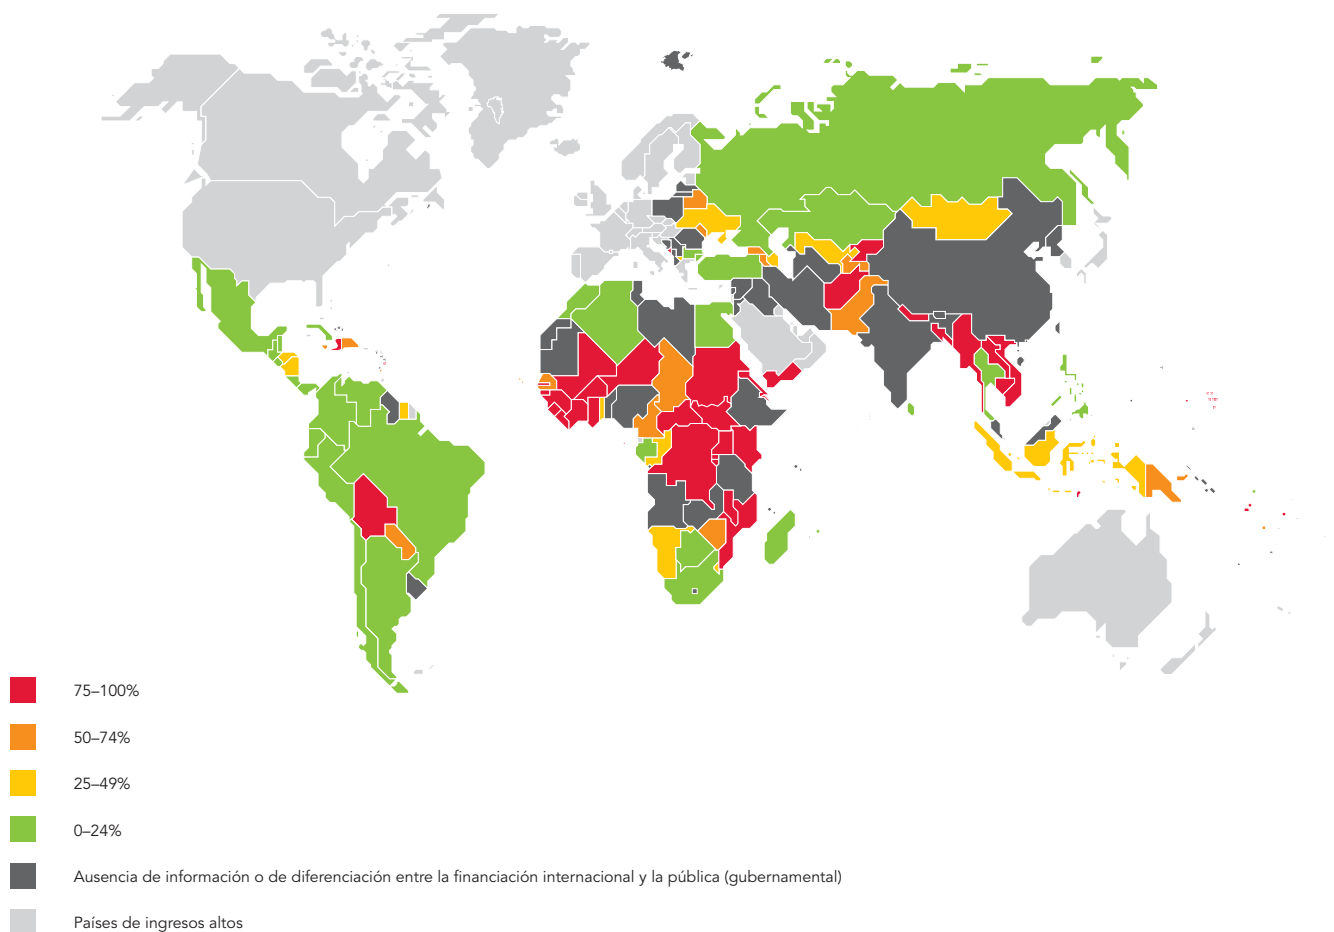 75–100%
50–74%
25–49%
0–24%
Ausencia de información o de diferenciación entre la financiación internacional y la pública (gubernamental)
Países de ingresos altos